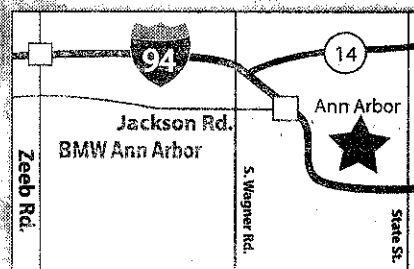 94
14
Ann Arbor
Jackson Rd.
BMW Ann Arbor
Zeeb Rd.
S. Wagner Rd.
State St.